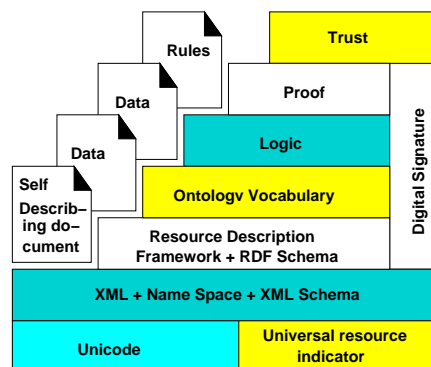 Trust
Rules
Proof
Data
Logic
Data
Digital Signature
Self
Describ–
ing do–
cument
Ontologv Vocabulary
Resource Description
Framework + RDF Schema
XML + Name Space + XML Schema
Unicode
Universal resource
indicator